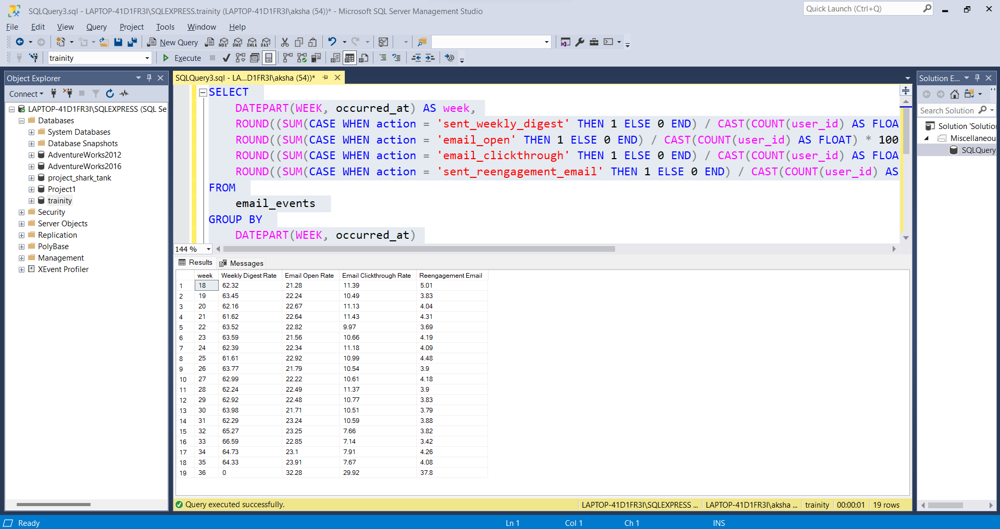 SQLQuery3.sql - LAPTOP-41D1FR3I\SQLEXPRESS.trainity (LAPTOP-41D1FR3I\aksha (54))* - Microsoft SQL Server Management Studio
Quick Launch (Ctrl+Q)
File Edit View Query Project Tools Window Help
New Query MDX DMX XMLA DAX
trainity Execute
Object Explorer
Connect
LAPTOP-41D1FR3I\SQLEXPRESS (SQL Se
Databases
System Databases
Database Snapshots
AdventureWorks2012
AdventureWorks2016
project_shark_tank
Project1
trainity
Security
Server Objects
Replication
PolyBase
Management
XEvent Profiler
SQLQuery3.sql - LA...D1FR3I\aksha (54))*
SELECT
DATEPART(WEEK, occurred_at) AS week,
ROUND((SUM(CASE WHEN action = 'sent_weekly_digest' THEN 1 ELSE 0 END) / CAST(COUNT(user_id) AS FLOA
ROUND((SUM(CASE WHEN action = 'email_open' THEN 1 ELSE 0 END) / CAST(COUNT(user_id) AS FLOAT) * 100
ROUND((SUM(CASE WHEN action = 'email_clickthrough' THEN 1 ELSE 0 END) / CAST(COUNT(user_id) AS FLOA
ROUND((SUM(CASE WHEN action = 'sent_reengagement_email' THEN 1 ELSE 0 END) / CAST(COUNT(user_id) AS
FROM
email_events
GROUP BY
DATEPART(WEEK, occurred_at)
144 %
Results Messages
week Weekly Digest Rate Email Open Rate Email Clickthrough Rate Reengagement Email
1 18 62.32 21.28 11.39 5.01
2 19 63.45 22.24 10.49 3.83
3 20 62.16 22.67 11.13 4.04
4 21 61.62 22.64 11.43 4.31
5 22 63.52 22.82 9.97 3.69
6 23 63.59 21.56 10.66 4.19
7 24 62.39 22.34 11.18 4.09
8 25 61.61 22.92 10.99 4.48
9 26 63.77 21.79 10.54 3.9
10 27 62.99 22.22 10.61 4.18
11 28 62.24 22.49 11.37 3.9
12 29 62.92 22.48 10.77 3.83
13 30 63.98 21.71 10.51 3.79
14 31 62.29 23.24 10.59 3.88
15 32 65.27 23.25 7.66 3.82
16 33 66.59 22.85 7.14 3.42
17 34 64.73 23.1 7.91 4.26
18 35 64.33 23.91 7.67 4.08
19 36 0 32.28 29.92 37.8
Query executed successfully. LAPTOP-41D1FR3I\SQLEXPRESS ... LAPTOP-41D1FR3I\aksha ... trainity 00:00:01 19 rows
Solution E...
Search Solution
Solution 'Solution
Miscellaneou
SQLQuery
Ready Ln 1 Col 1 Ch 1 INS